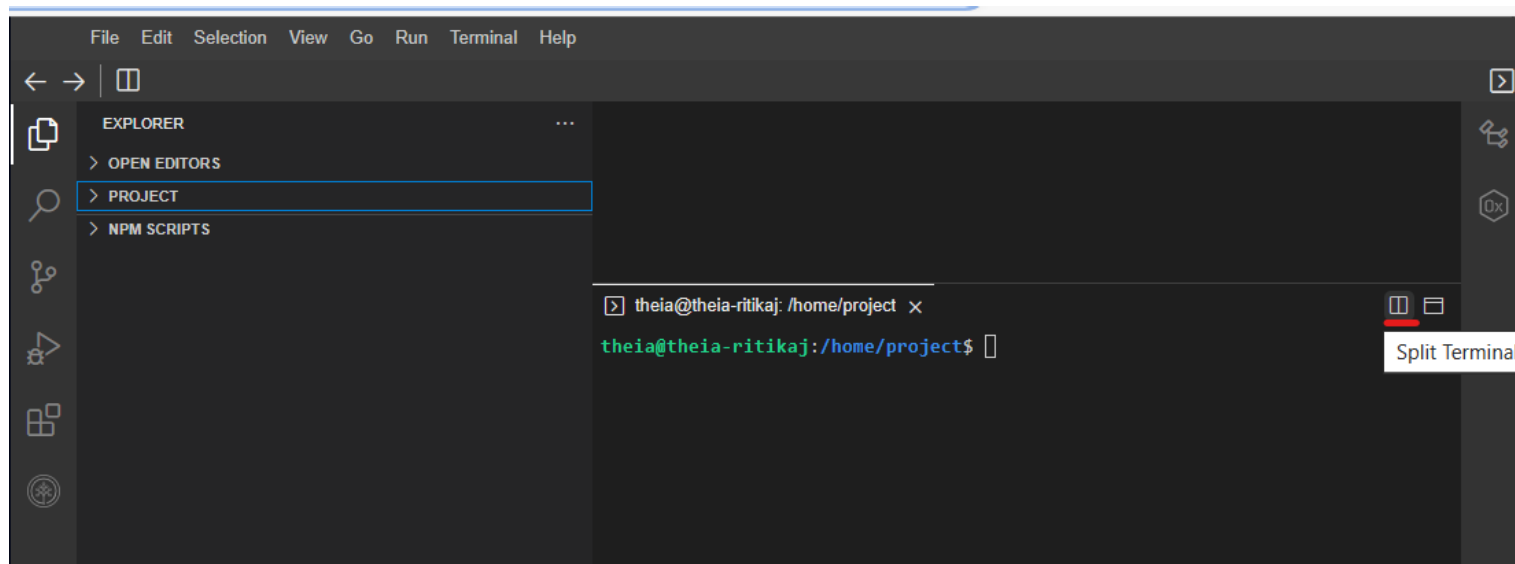 File Edit Selection View Go Run Terminal Help
EXPLORER
OPEN EDITORS
PROJECT
NPM SCRIPTS
theia@theia-ritikaj: /home/project
theia@theia-ritikaj:/home/project$
Split Terminal
0x